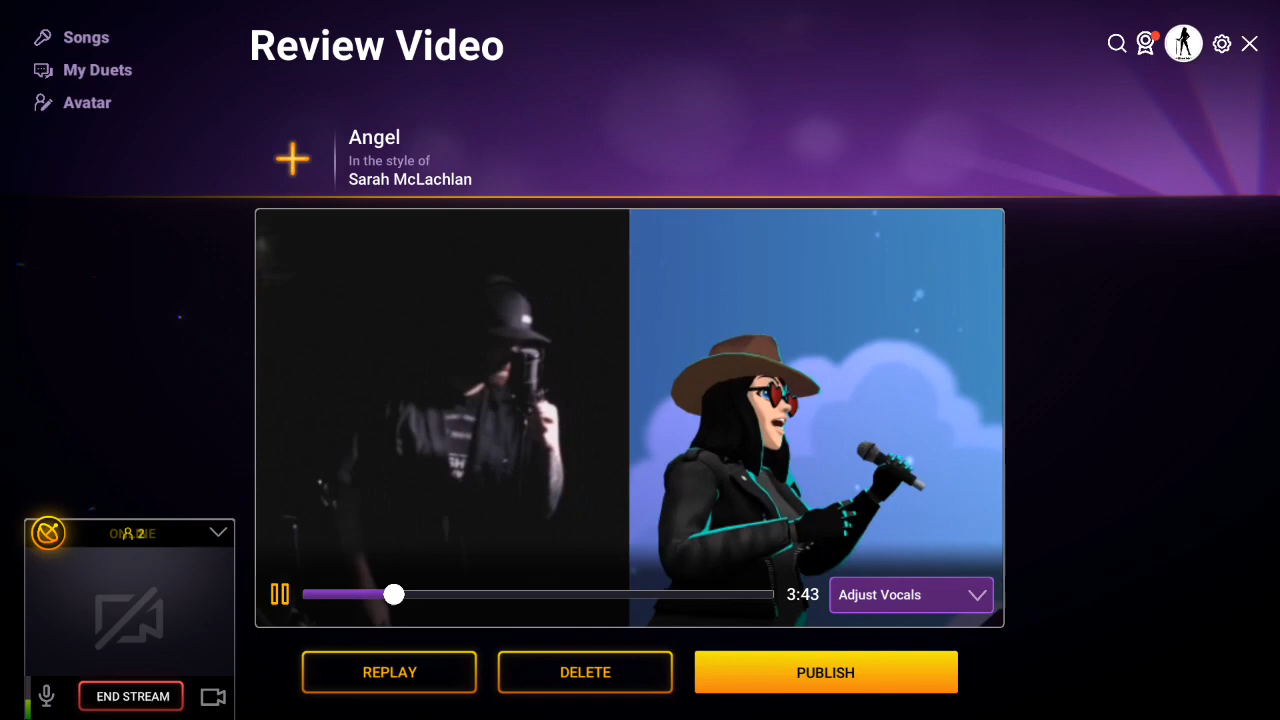 Songs
My Duets
Avatar
Review Video
Angel
In the style of
Sarah McLachlan
3:43
Adjust Vocals
REPLAY
DELETE
PUBLISH
2
END STREAM